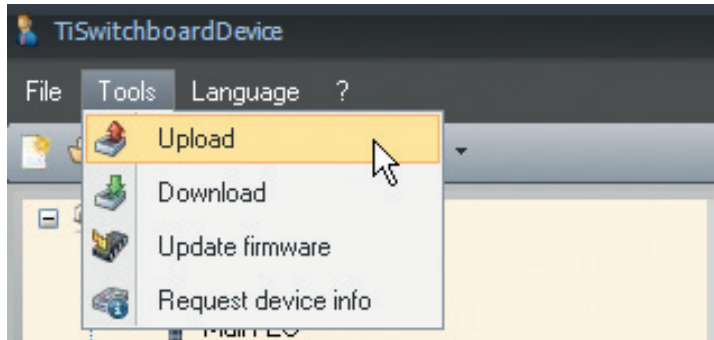 TiSwitchboardDevice
File Tools Language ?
Upload
Download
Update firmware
Request device info